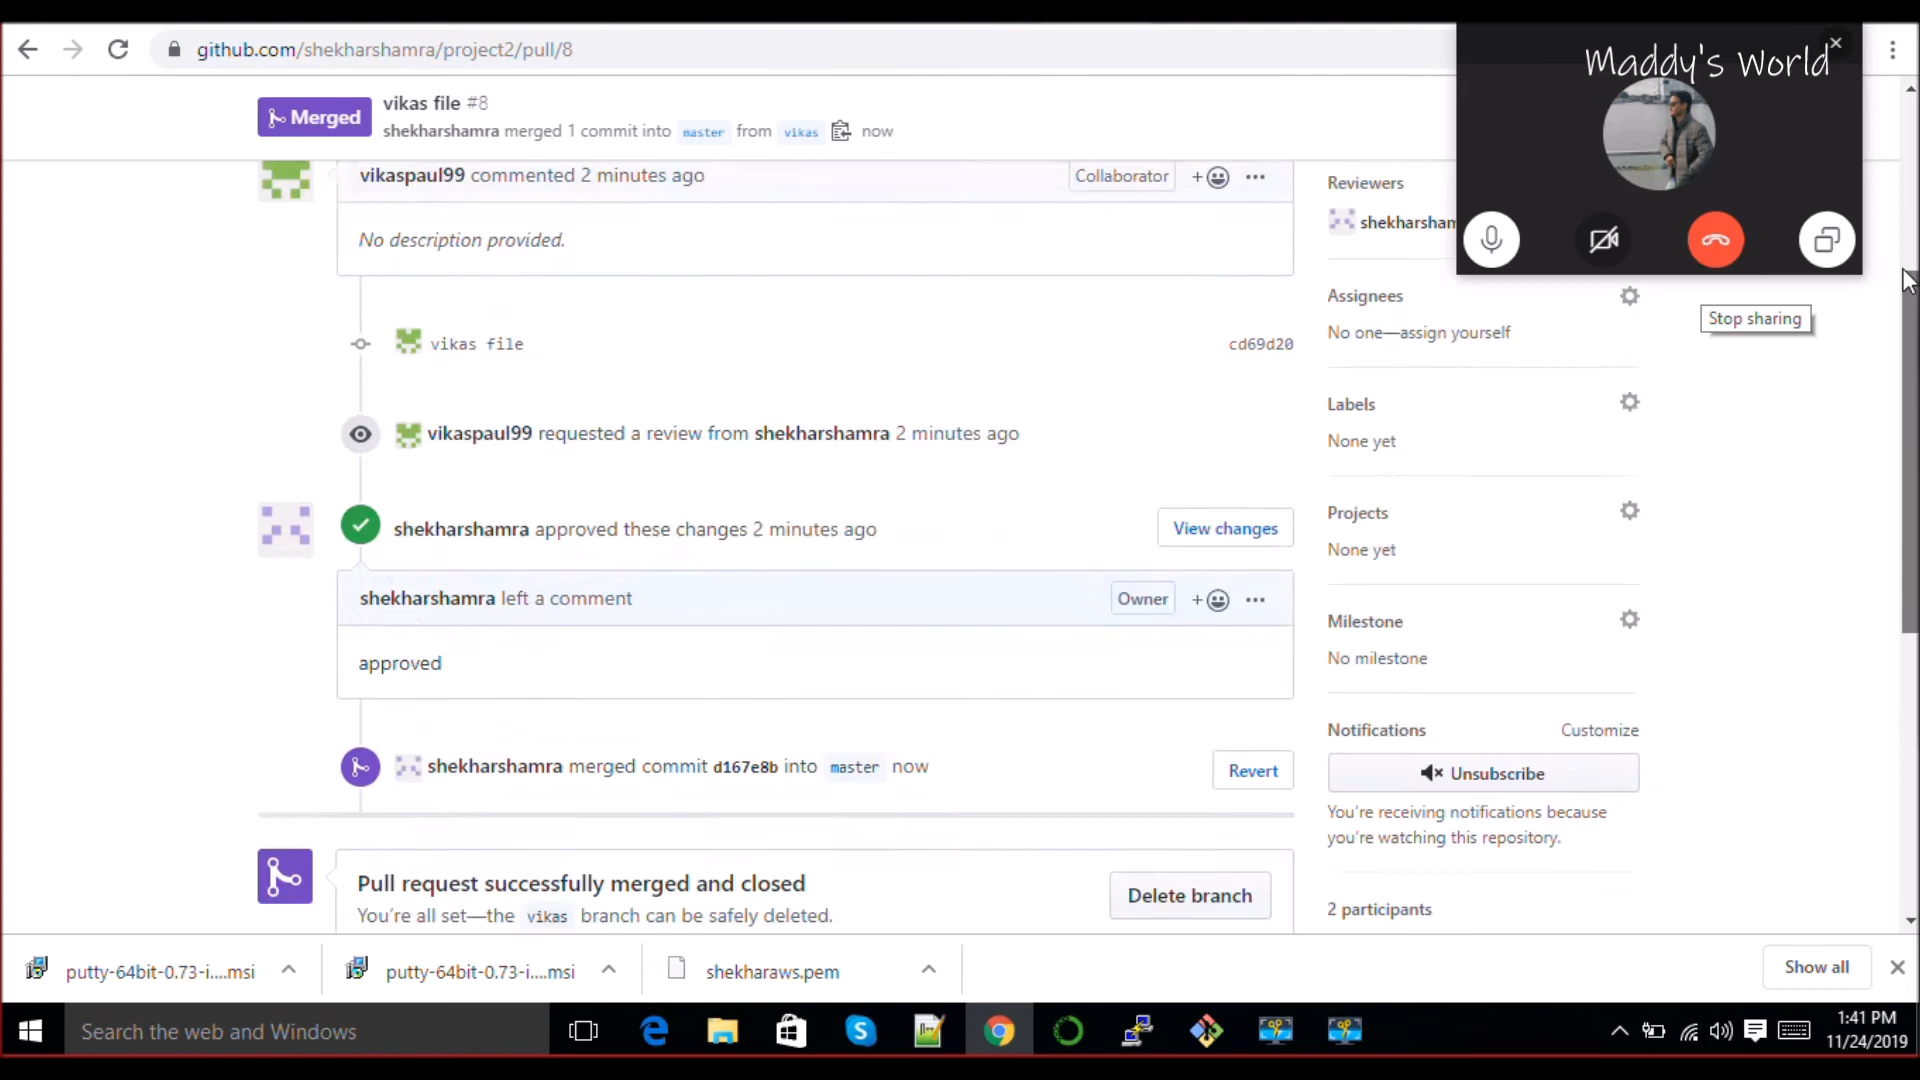 github.com/shekharshamra/project2/pull/8
Maddy's World
Merged
vikas file #8
shekharshamra merged 1 commit into master from vikas now
vikaspaul99 commented 2 minutes ago
Collaborator
No description provided.
vikas file
cd69d20
vikaspaul99 requested a review from shekharshamra 2 minutes ago
shekharshamra approved these changes 2 minutes ago
View changes
shekharshamra left a comment
Owner
approved
shekharshamra merged commit d167e8b into master now
Revert
Pull request successfully merged and closed
You're all set—the vikas branch can be safely deleted.
Delete branch
Reviewers
shekharsham
Assignees
No one—assign yourself
Stop sharing
Labels
None yet
Projects
None yet
Milestone
No milestone
Notifications
Customize
Unsubscribe
You're receiving notifications because
you're watching this repository.
2 participants
putty-64bit-0.73-i....msi
putty-64bit-0.73-i....msi
shekharaws.pem
Show all
Search the web and Windows
1:41 PM
11/24/2019